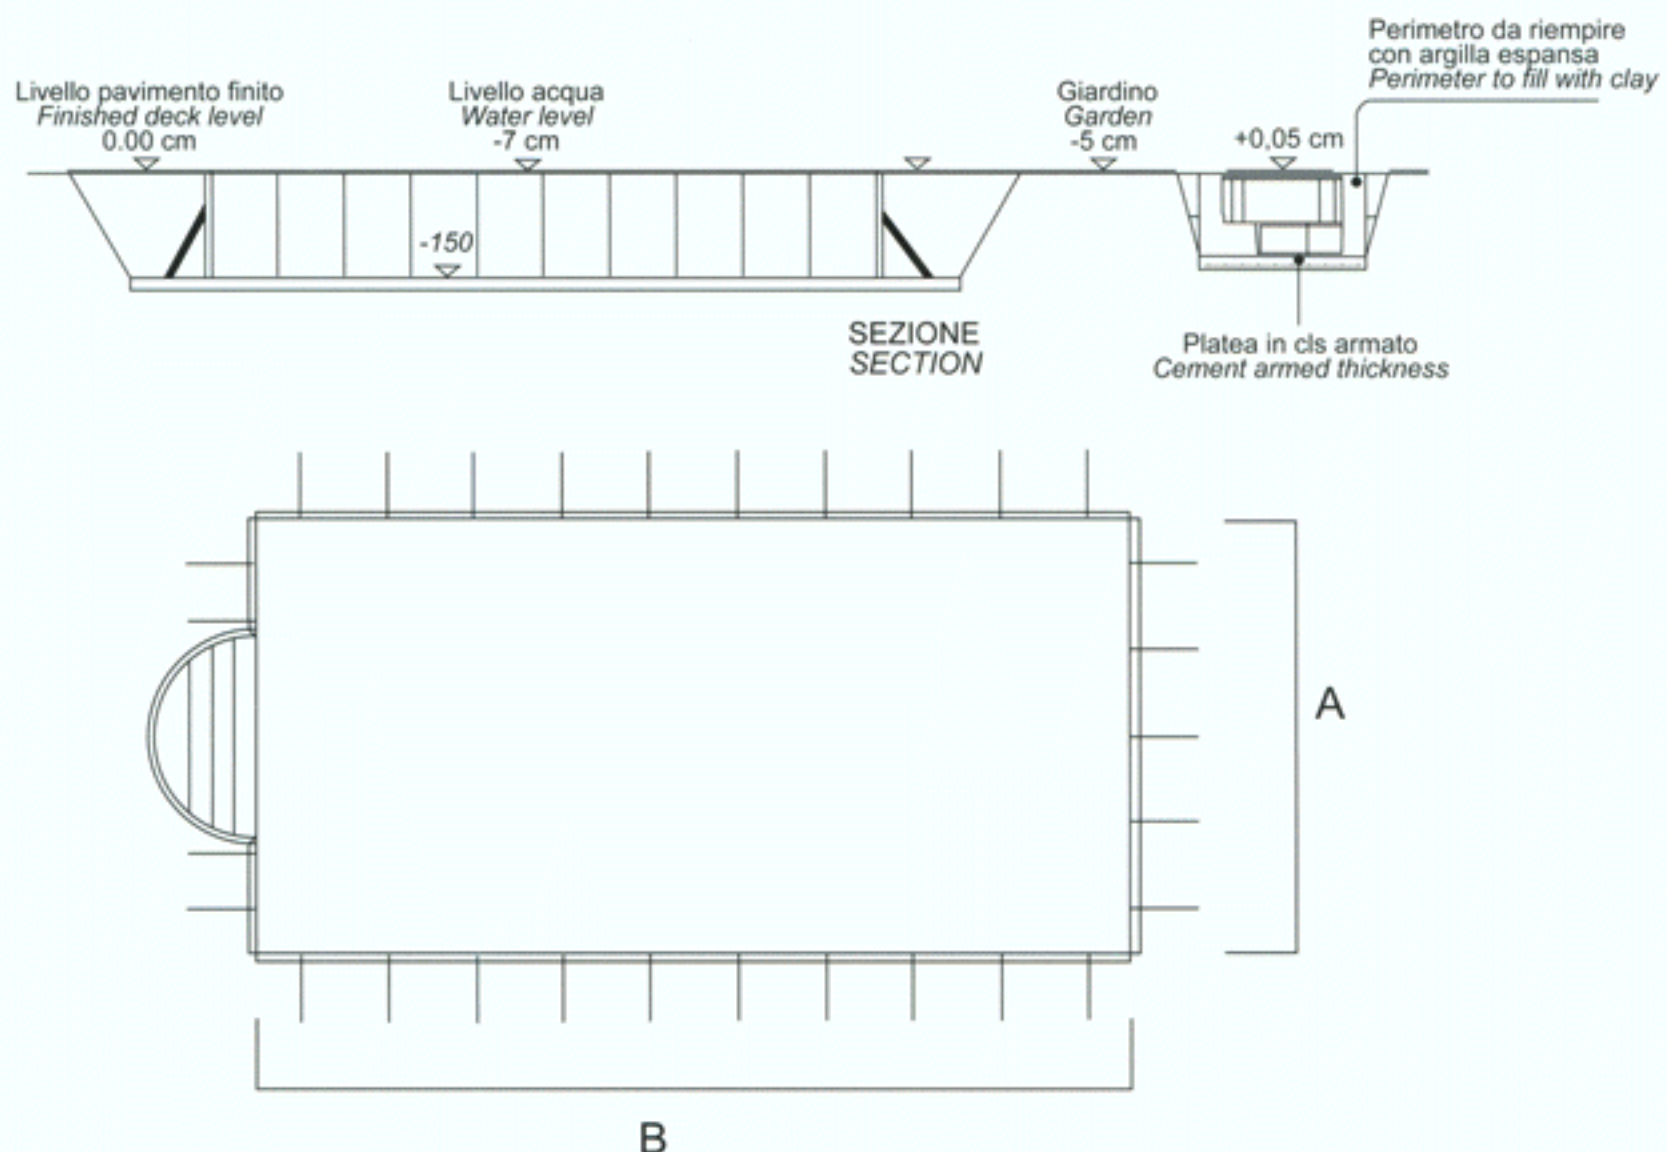 Perimetro da riempire
con argilla espansa
Perimeter to fill with clay
Livello pavimento finito
Finished deck level
0.00 cm
Livello acqua
Water level
-7 cm
Giardino
Garden
-5 cm
+0,05 cm
-150
SEZIONE
SECTION
Platea in cls armato
Cement armed thickness
A
B